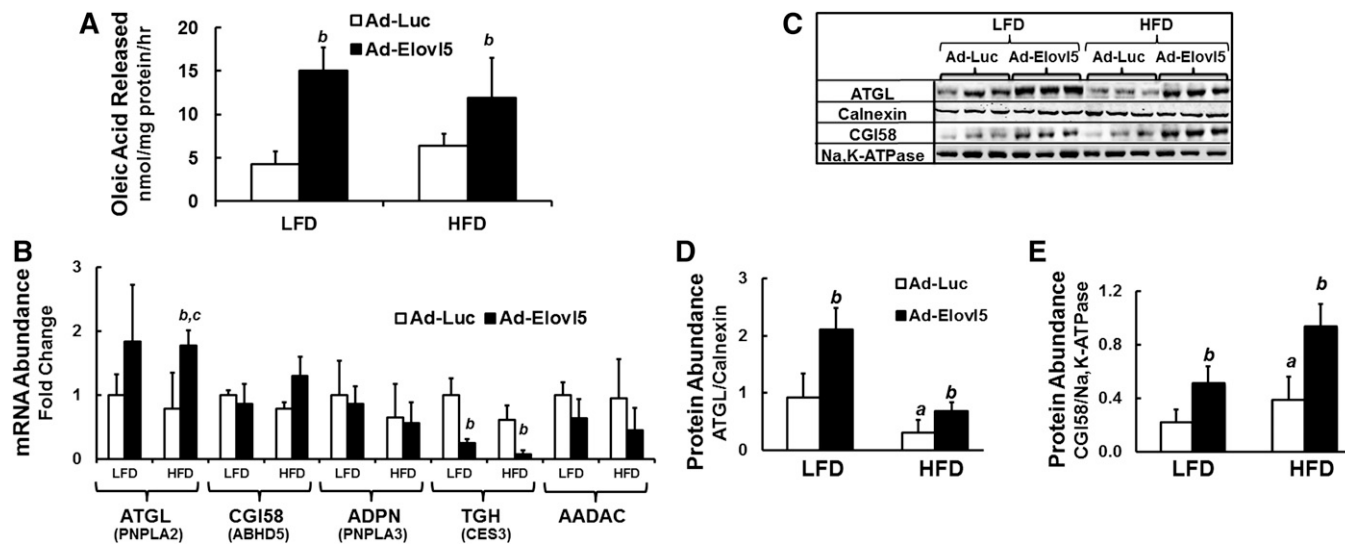 A
Oleic Acid Released
nmol/mg protein/hr
20
15
10
5
0
Ad-Luc
Ad-Elovl5
b
b
LFD
HFD
B
mRNA Abundance
Fold Change
3
2
1
0
Ad-Luc
Ad-Elovl5
b,c
b
b
LFD HFD LFD HFD LFD HFD LFD HFD LFD HFD
ATGL CGI58 ADPN TGH AADAC
(PNPLA2) (ABHD5) (PNPLA3) (CES3)
C
LFD HFD
Ad-Luc Ad-Elovl5 Ad-Luc Ad-Elovl5
ATGL
Calnexin
CGI58
Na,K-ATPase
D
Protein Abundance
ATGL/Calnexin
3
2
1
0
Ad-Luc
Ad-Elovl5
b
a
b
LFD HFD
E
Protein Abundance
CGI58/Na,K-ATPase
1.2
0.8
0.4
0.0
Ad-Luc
Ad-Elovl5
b
a
b
LFD HFD